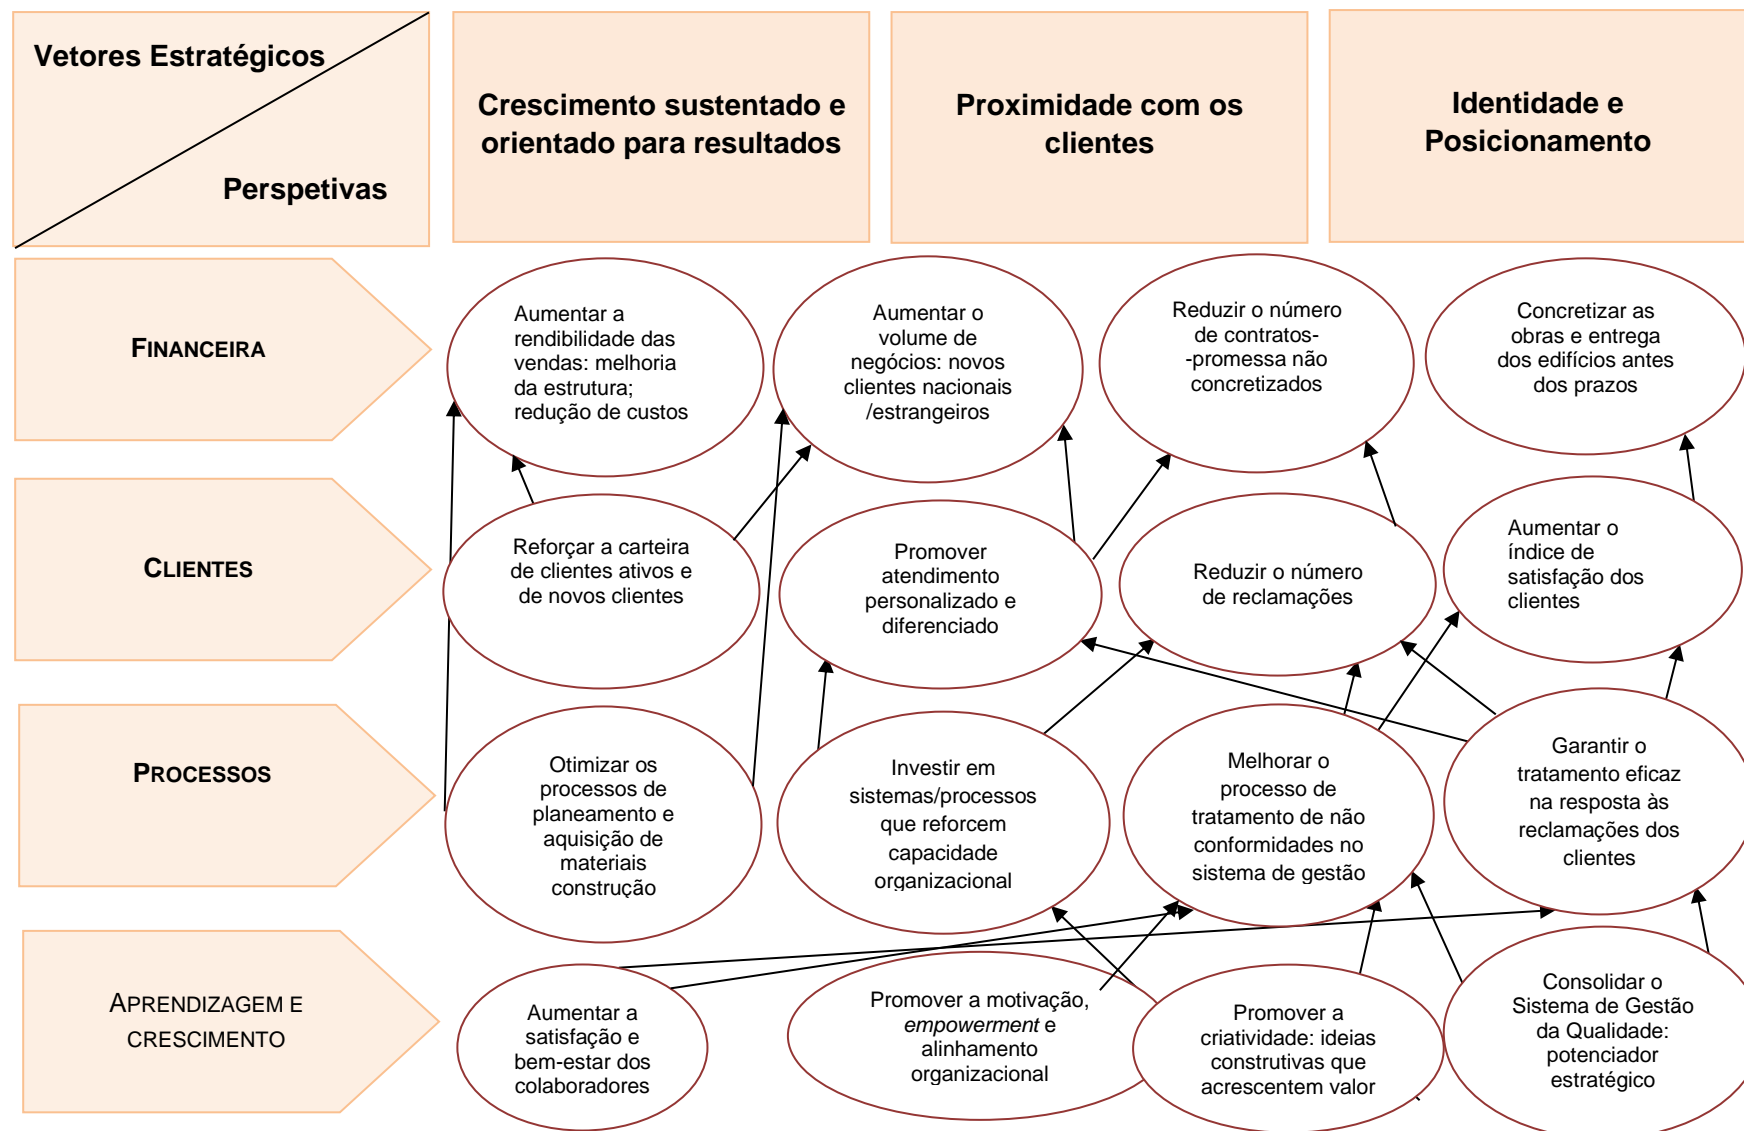 Vetores Estratégicos
Perspetivas
Crescimento sustentado e
orientado para resultados
Proximidade com os
clientes
Identidade e
Posicionamento
FINANCEIRA
Aumentar a
rendibilidade das
vendas: melhoria
da estrutura;
redução de custos
Aumentar o
volume de
negócios: novos
clientes nacionais
/estrangeiros
Reduzir o número
de contratos-
-promessa não
concretizados
Concretizar as
obras e entrega
dos edifícios antes
dos prazos
CLIENTES
Reforçar a carteira
de clientes ativos e
de novos clientes
Promover
atendimento
personalizado e
diferenciado
Reduzir o número
de reclamações
Aumentar o
índice de
satisfação dos
clientes
PROCESSOS
Otimizar os
processos de
planeamento e
aquisição de
materiais
construção
Investir em
sistemas/processos
que reforcem
capacidade
organizacional
Melhorar o
processo de
tratamento de não
conformidades no
sistema de gestão
Garantir o
tratamento eficaz
na resposta às
reclamações dos
clientes
APRENDIZAGEM E
CRESCIMENTO
Aumentar a
satisfação e
bem-estar dos
colaboradores
Promover a motivação,
empowerment e
alinhamento
organizacional
Promover a
criatividade: ideias
construtivas que
acrescentem valor
Consolidar o
Sistema de Gestão
da Qualidade:
potenciador
estratégico